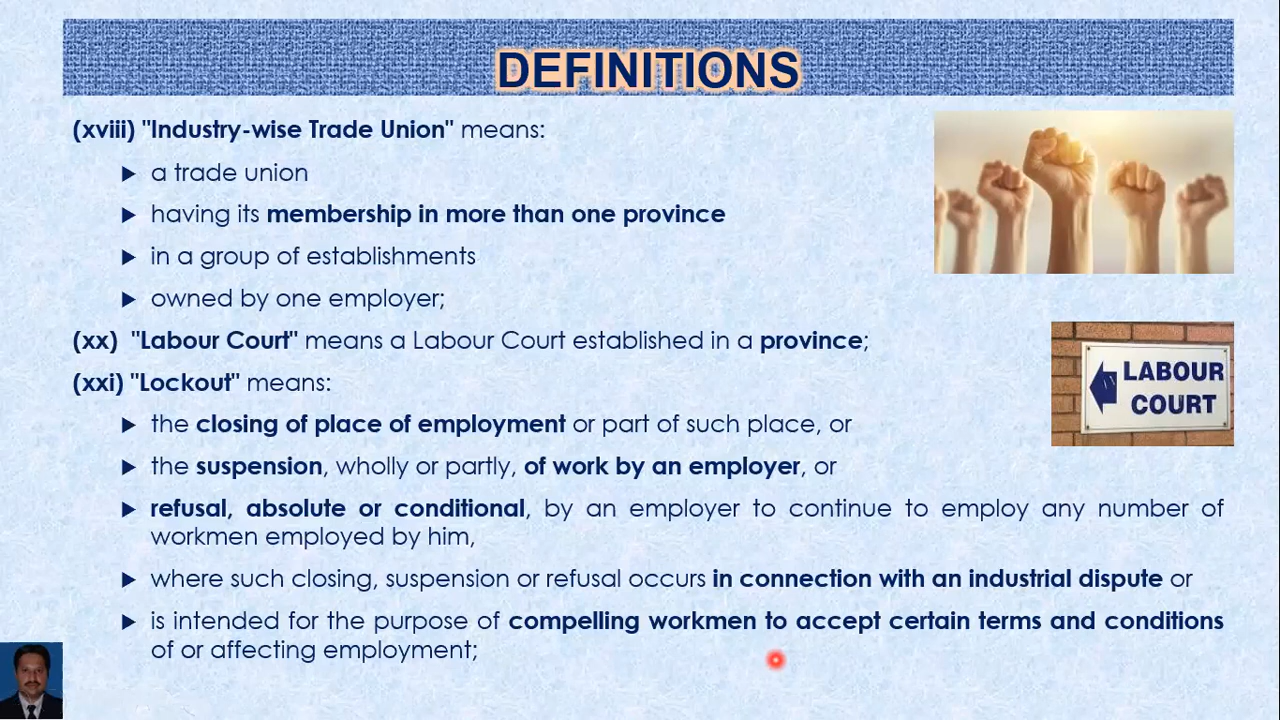 DEFINITIONS
(xviii) "Industry-wise Trade Union" means:
a trade union
having its membership in more than one province
in a group of establishments
owned by one employer;
(xx) "Labour Court" means a Labour Court established in a province;
(xxi) "Lockout" means:
the closing of place of employment or part of such place, or
the suspension, wholly or partly, of work by an employer, or
refusal, absolute or conditional, by an employer to continue to employ any number of
workmen employed by him,
where such closing, suspension or refusal occurs in connection with an industrial dispute or
is intended for the purpose of compelling workmen to accept certain terms and conditions
of or affecting employment;
LABOUR
COURT